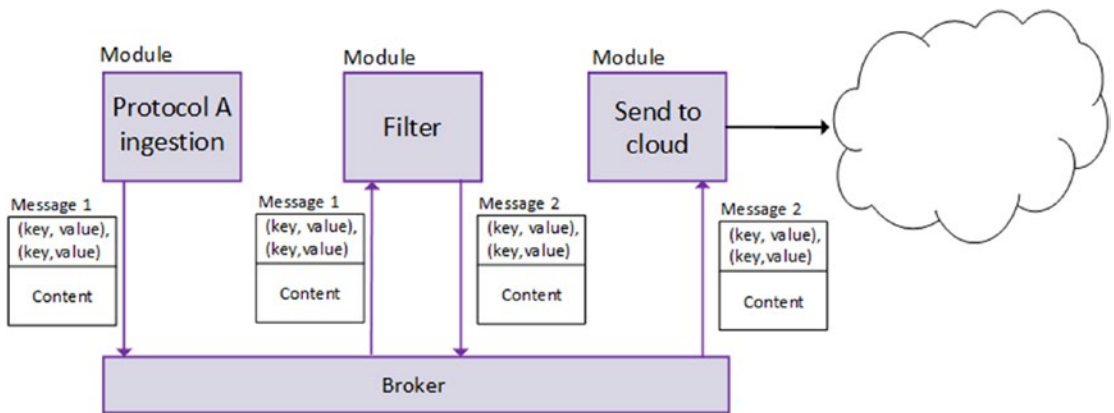 Module
Protocol A
ingestion
Module
Filter
Module
Send to
cloud
Message 1
(key, value),
(key,value)
Content
Message 1
(key, value),
(key,value)
Content
Message 2
(key, value),
(key,value)
Content
Message 2
(key, value),
(key,value)
Content
Broker